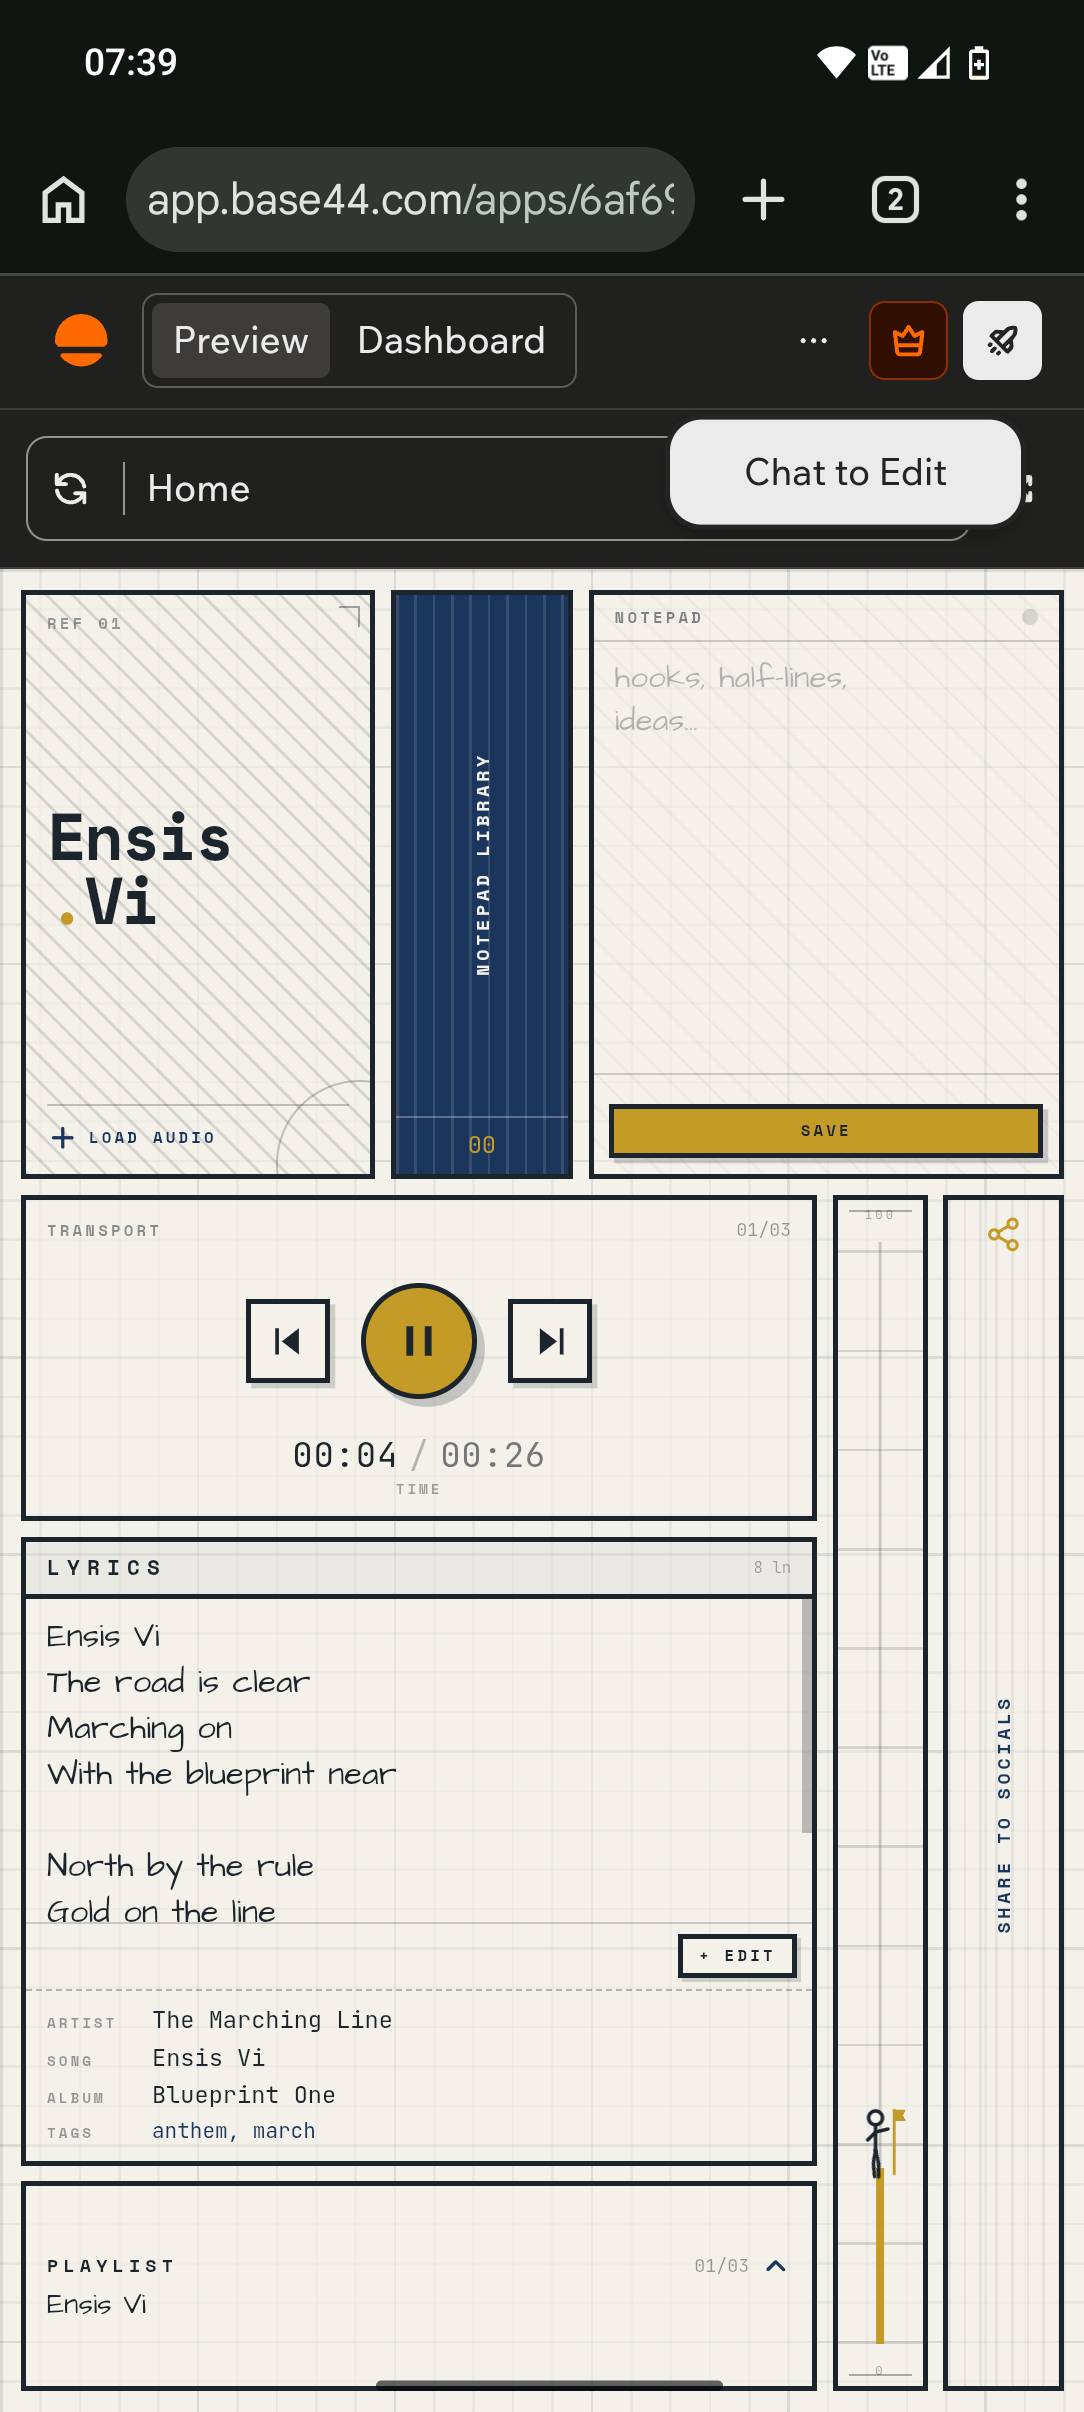 07:39
Vo LTE
app.base44.com/apps/6af69
2
Preview
Dashboard
...
Home
Chat to Edit
REF 01
Ensis
.Vi
+ LOAD AUDIO
NOTEPAD LIBRARY
00
NOTEPAD
hooks, half-lines,
ideas...
SAVE
TRANSPORT
01/03
00:04 / 00:26
TIME
100
0
SHARE TO SOCIALS
LYRICS
8 ln
Ensis Vi
The road is clear
Marching on
With the blueprint near
North by the rule
Gold on the line
+ EDIT
ARTIST The Marching Line
SONG Ensis Vi
ALBUM Blueprint One
TAGS anthem, march
PLAYLIST
01/03
Ensis Vi